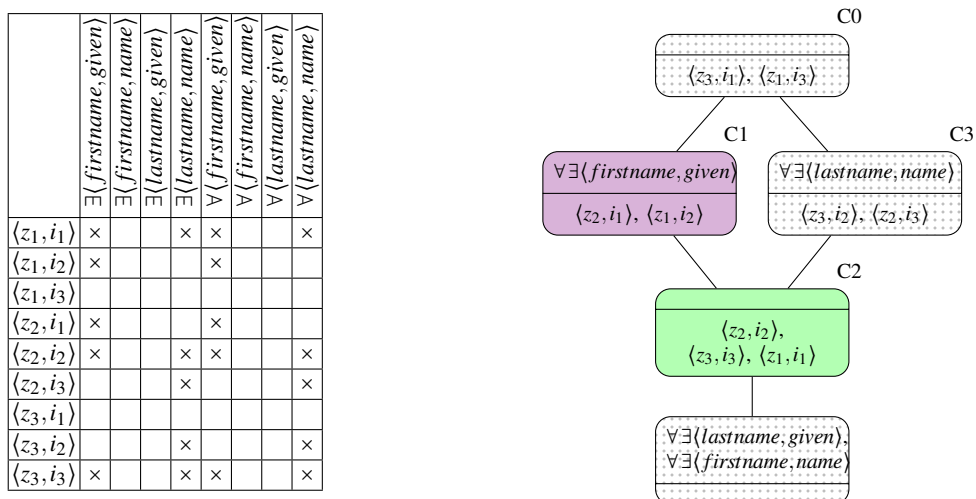 ∃⟨firstname,given⟩
∃⟨firstname,name⟩
∃⟨lastname,given⟩
∃⟨lastname,name⟩
∀⟨firstname,given⟩
∀⟨firstname,name⟩
∀⟨lastname,given⟩
∀⟨lastname,name⟩
⟨z₁,i₁⟩ × × × ×
⟨z₁,i₂⟩ × ×
⟨z₁,i₃⟩
⟨z₂,i₁⟩ × ×
⟨z₂,i₂⟩ × × × ×
⟨z₂,i₃⟩ × ×
⟨z₃,i₁⟩
⟨z₃,i₂⟩ × ×
⟨z₃,i₃⟩ × × × ×
C0
⟨z₃,i₁⟩, ⟨z₁,i₃⟩
C1
∀∃⟨firstname,given⟩
⟨z₂,i₁⟩, ⟨z₁,i₂⟩
C3
∀∃⟨lastname,name⟩
⟨z₃,i₂⟩, ⟨z₂,i₃⟩
C2
⟨z₂,i₂⟩,
⟨z₃,i₃⟩, ⟨z₁,i₁⟩
∀∃⟨lastname,given⟩,
∀∃⟨firstname,name⟩